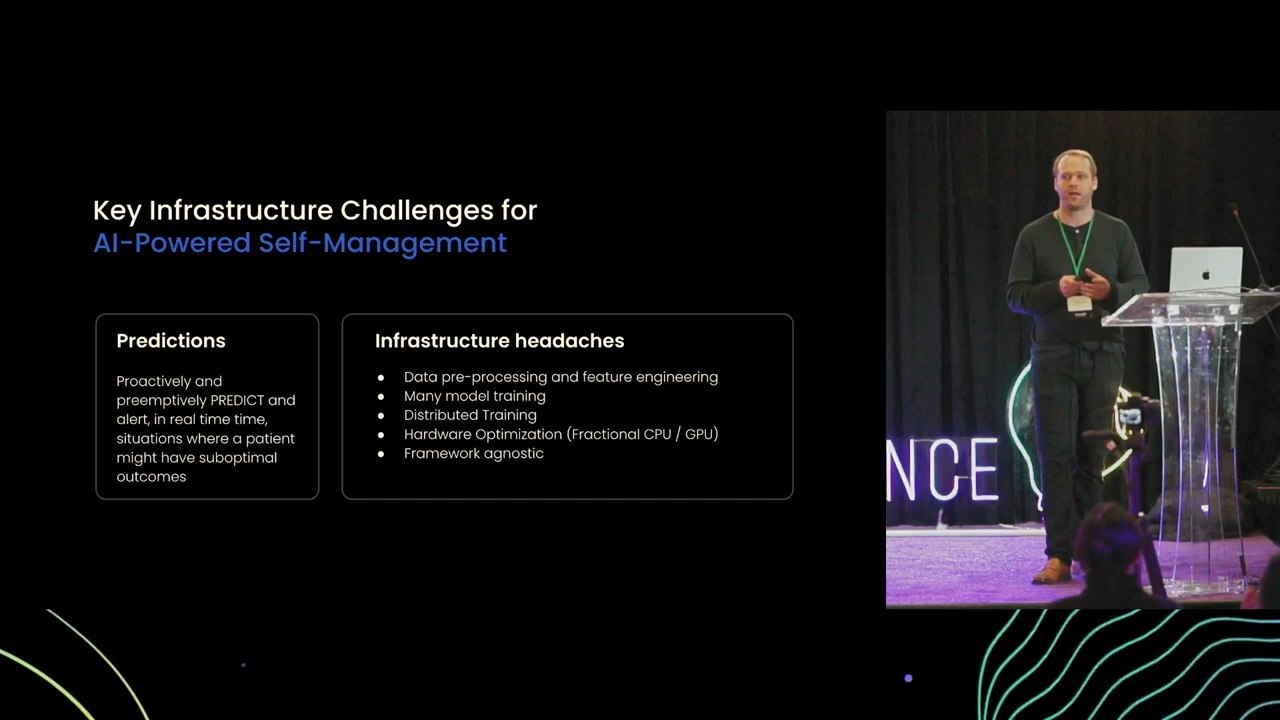 Key Infrastructure Challenges for
AI-Powered Self-Management
Predictions
Proactively and
preemptively PREDICT and
alert, in real time time,
situations where a patient
might have suboptimal
outcomes
Infrastructure headaches
● Data pre-processing and feature engineering
● Many model training
● Distributed Training
● Hardware Optimization (Fractional CPU / GPU)
● Framework agnostic
NCE